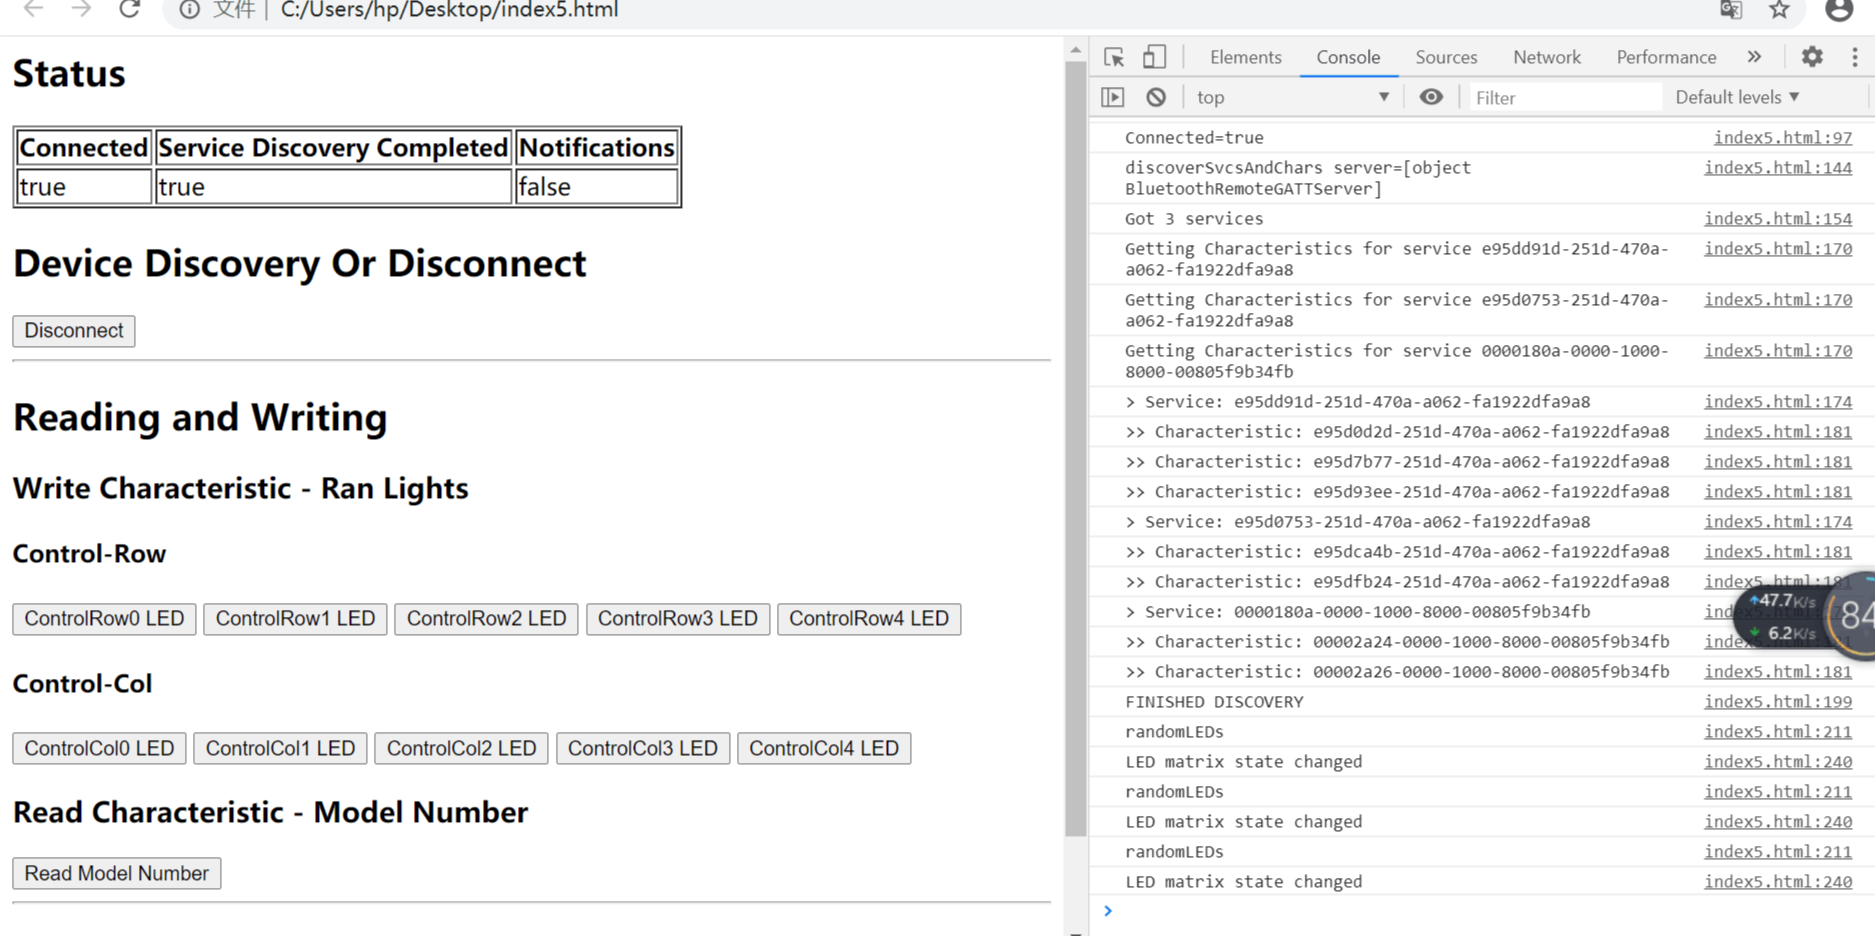 文件 | C:/Users/hp/Desktop/index5.html
Status
Connected Service Discovery Completed Notifications
true true false
Device Discovery Or Disconnect
Disconnect
Reading and Writing
Write Characteristic - Ran Lights
Control-Row
ControlRow0 LED ControlRow1 LED ControlRow2 LED ControlRow3 LED ControlRow4 LED
Control-Col
ControlCol0 LED ControlCol1 LED ControlCol2 LED ControlCol3 LED ControlCol4 LED
Read Characteristic - Model Number
Read Model Number
Elements Console Sources Network Performance »
top Filter Default levels
Connected=true index5.html:97
discoverSvcsAndChars server=[object index5.html:144
BluetoothRemoteGATTServer]
Got 3 services index5.html:154
Getting Characteristics for service e95dd91d-251d-470a- index5.html:170
a062-fa1922dfa9a8
Getting Characteristics for service e95d0753-251d-470a- index5.html:170
a062-fa1922dfa9a8
Getting Characteristics for service 0000180a-0000-1000- index5.html:170
8000-00805f9b34fb
> Service: e95dd91d-251d-470a-a062-fa1922dfa9a8 index5.html:174
>> Characteristic: e95d0d2d-251d-470a-a062-fa1922dfa9a8 index5.html:181
>> Characteristic: e95d7b77-251d-470a-a062-fa1922dfa9a8 index5.html:181
>> Characteristic: e95d93ee-251d-470a-a062-fa1922dfa9a8 index5.html:181
> Service: e95d0753-251d-470a-a062-fa1922dfa9a8 index5.html:174
>> Characteristic: e95dca4b-251d-470a-a062-fa1922dfa9a8 index5.html:181
>> Characteristic: e95dfb24-251d-470a-a062-fa1922dfa9a8 index5.html:181
> Service: 0000180a-0000-1000-8000-00805f9b34fb
47.7K/s
84
6.2K/s
>> Characteristic: 00002a24-0000-1000-8000-00805f9b34fb
>> Characteristic: 00002a26-0000-1000-8000-00805f9b34fb index5.html:181
FINISHED DISCOVERY index5.html:199
randomLEDs index5.html:211
LED matrix state changed index5.html:240
randomLEDs index5.html:211
LED matrix state changed index5.html:240
randomLEDs index5.html:211
LED matrix state changed index5.html:240
>